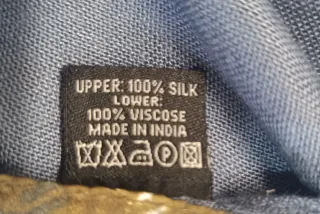 UPPER: 100% SILK
LOWER:
100% VISCOSE
MADE IN INDIA
P